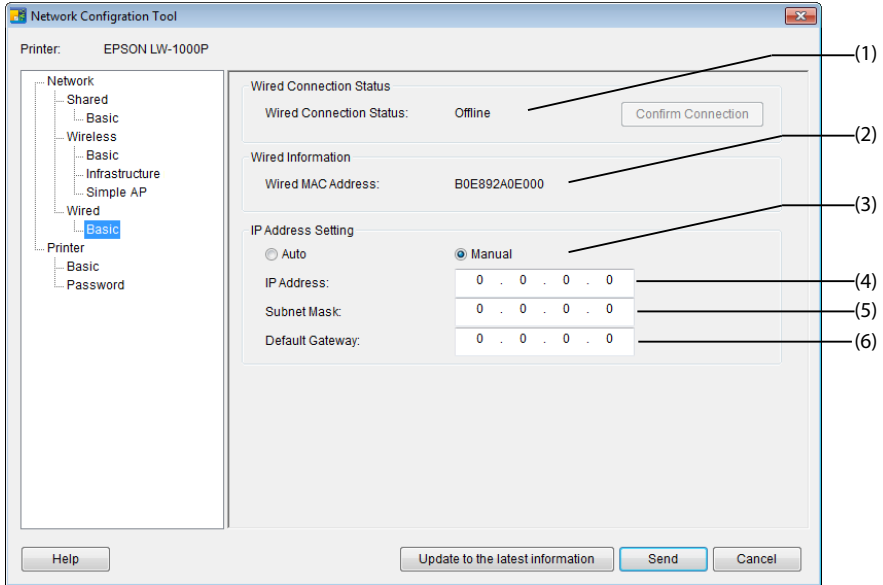 Network Configration Tool
Printer: EPSON LW-1000P
(1)
Network
Shared
Basic
Wireless
Basic
Infrastructure
Simple AP
Wired
Basic
Printer
Basic
Password
Wired Connection Status
Wired Connection Status: Offline Confirm Connection
(2)
Wired Information
Wired MAC Address: B0E892A0E000
(3)
IP Address Setting
Auto Manual
IP Address: 0 . 0 . 0 . 0 (4)
Subnet Mask: 0 . 0 . 0 . 0 (5)
Default Gateway: 0 . 0 . 0 . 0 (6)
Help Update to the latest information Send Cancel